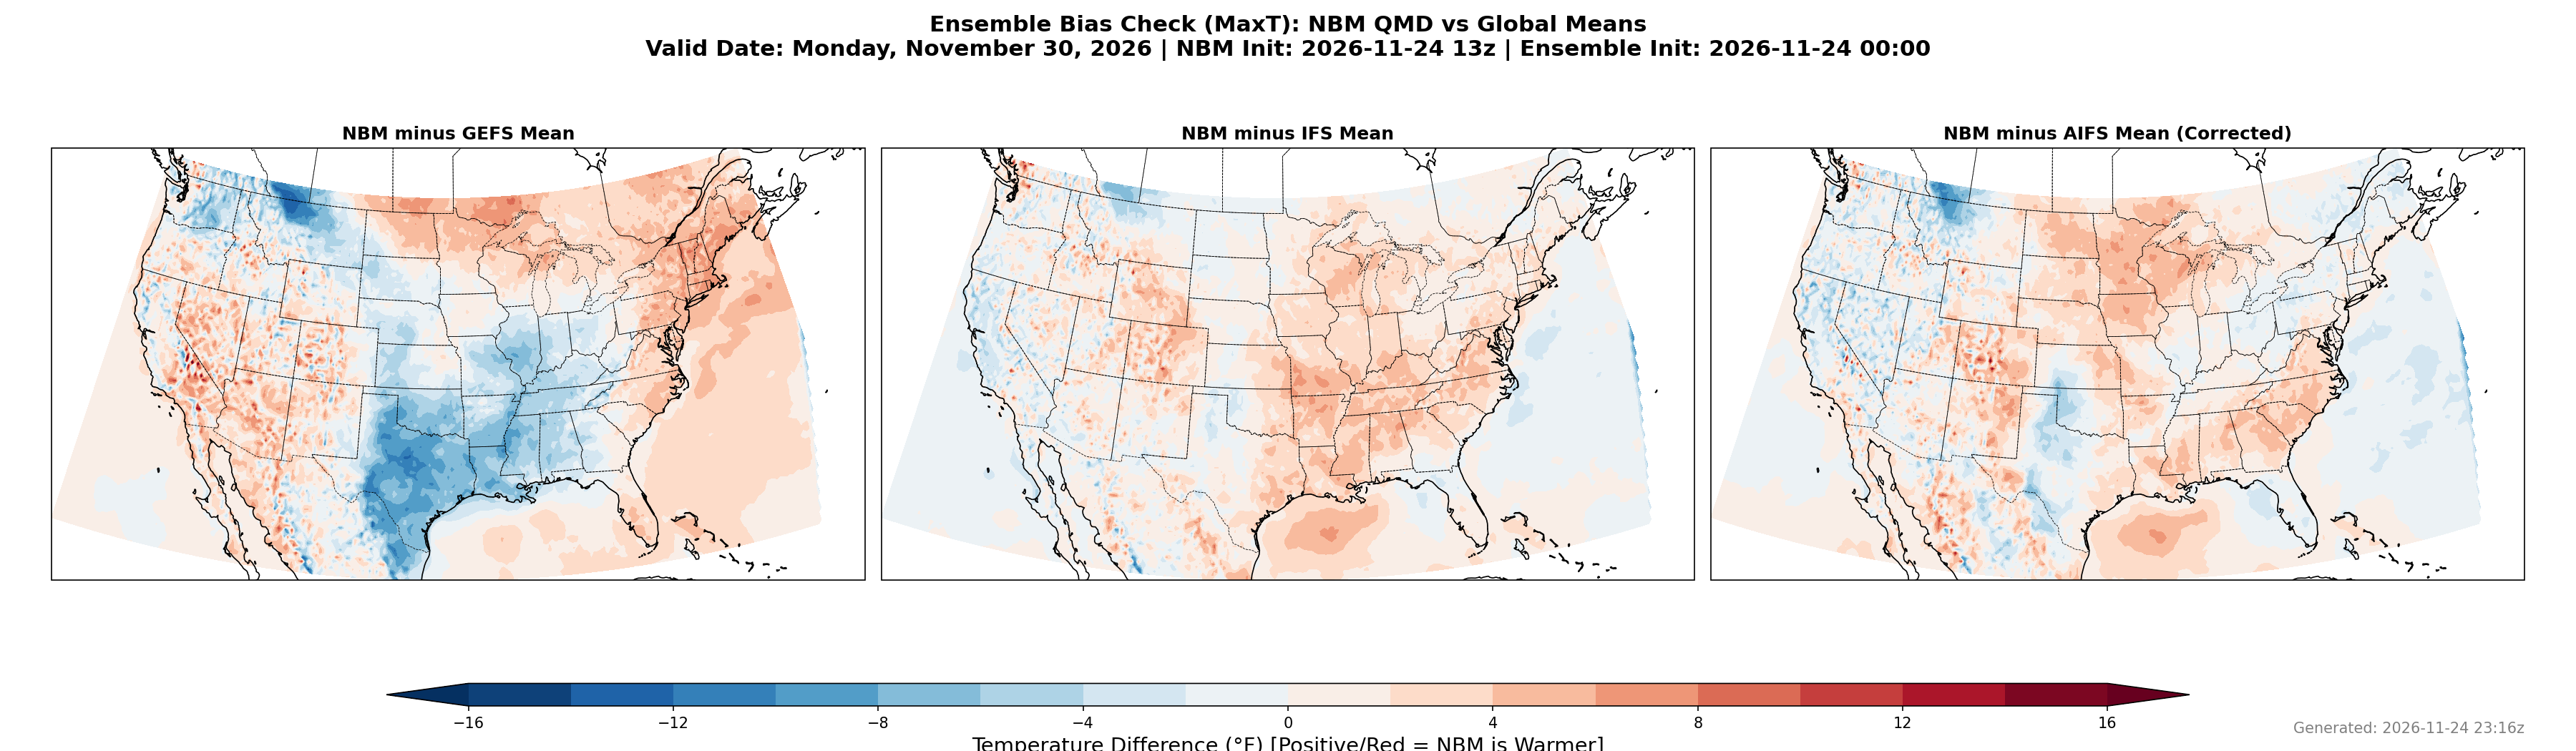 Ensemble Bias Check (MaxT): NBM QMD vs Global Means
Valid Date: Monday, November 30, 2026 | NBM Init: 2026-11-24 13z | Ensemble Init: 2026-11-24 00:00
NBM minus GEFS Mean
NBM minus IFS Mean
NBM minus AIFS Mean (Corrected)
−16 −12 −8 −4 0 4 8 12 16
Temperature Difference (°F) [Positive/Red = NBM is Warmer]
Generated: 2026-11-24 23:16z